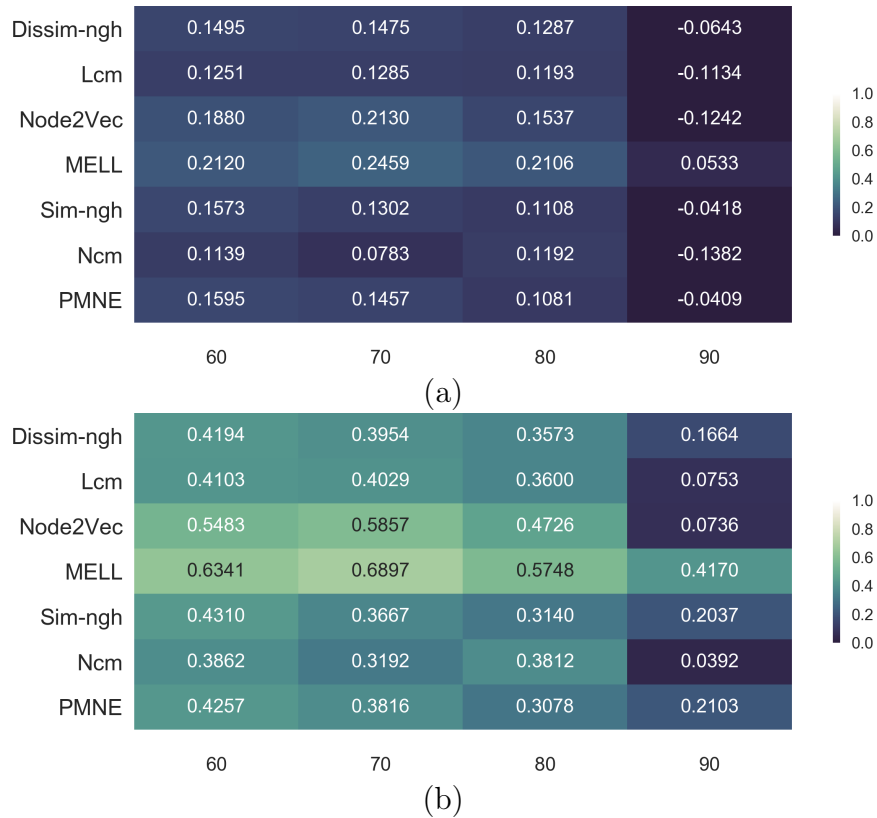 Dissim-ngh 0.1495 0.1475 0.1287 -0.0643
Lcm 0.1251 0.1285 0.1193 -0.1134
Node2Vec 0.1880 0.2130 0.1537 -0.1242
MELL 0.2120 0.2459 0.2106 0.0533
Sim-ngh 0.1573 0.1302 0.1108 -0.0418
Ncm 0.1139 0.0783 0.1192 -0.1382
PMNE 0.1595 0.1457 0.1081 -0.0409
60 70 80 90
1.0
0.8
0.6
0.4
0.2
0.0
(a)
Dissim-ngh 0.4194 0.3954 0.3573 0.1664
Lcm 0.4103 0.4029 0.3600 0.0753
Node2Vec 0.5483 0.5857 0.4726 0.0736
MELL 0.6341 0.6897 0.5748 0.4170
Sim-ngh 0.4310 0.3667 0.3140 0.2037
Ncm 0.3862 0.3192 0.3812 0.0392
PMNE 0.4257 0.3816 0.3078 0.2103
60 70 80 90
1.0
0.8
0.6
0.4
0.2
0.0
(b)